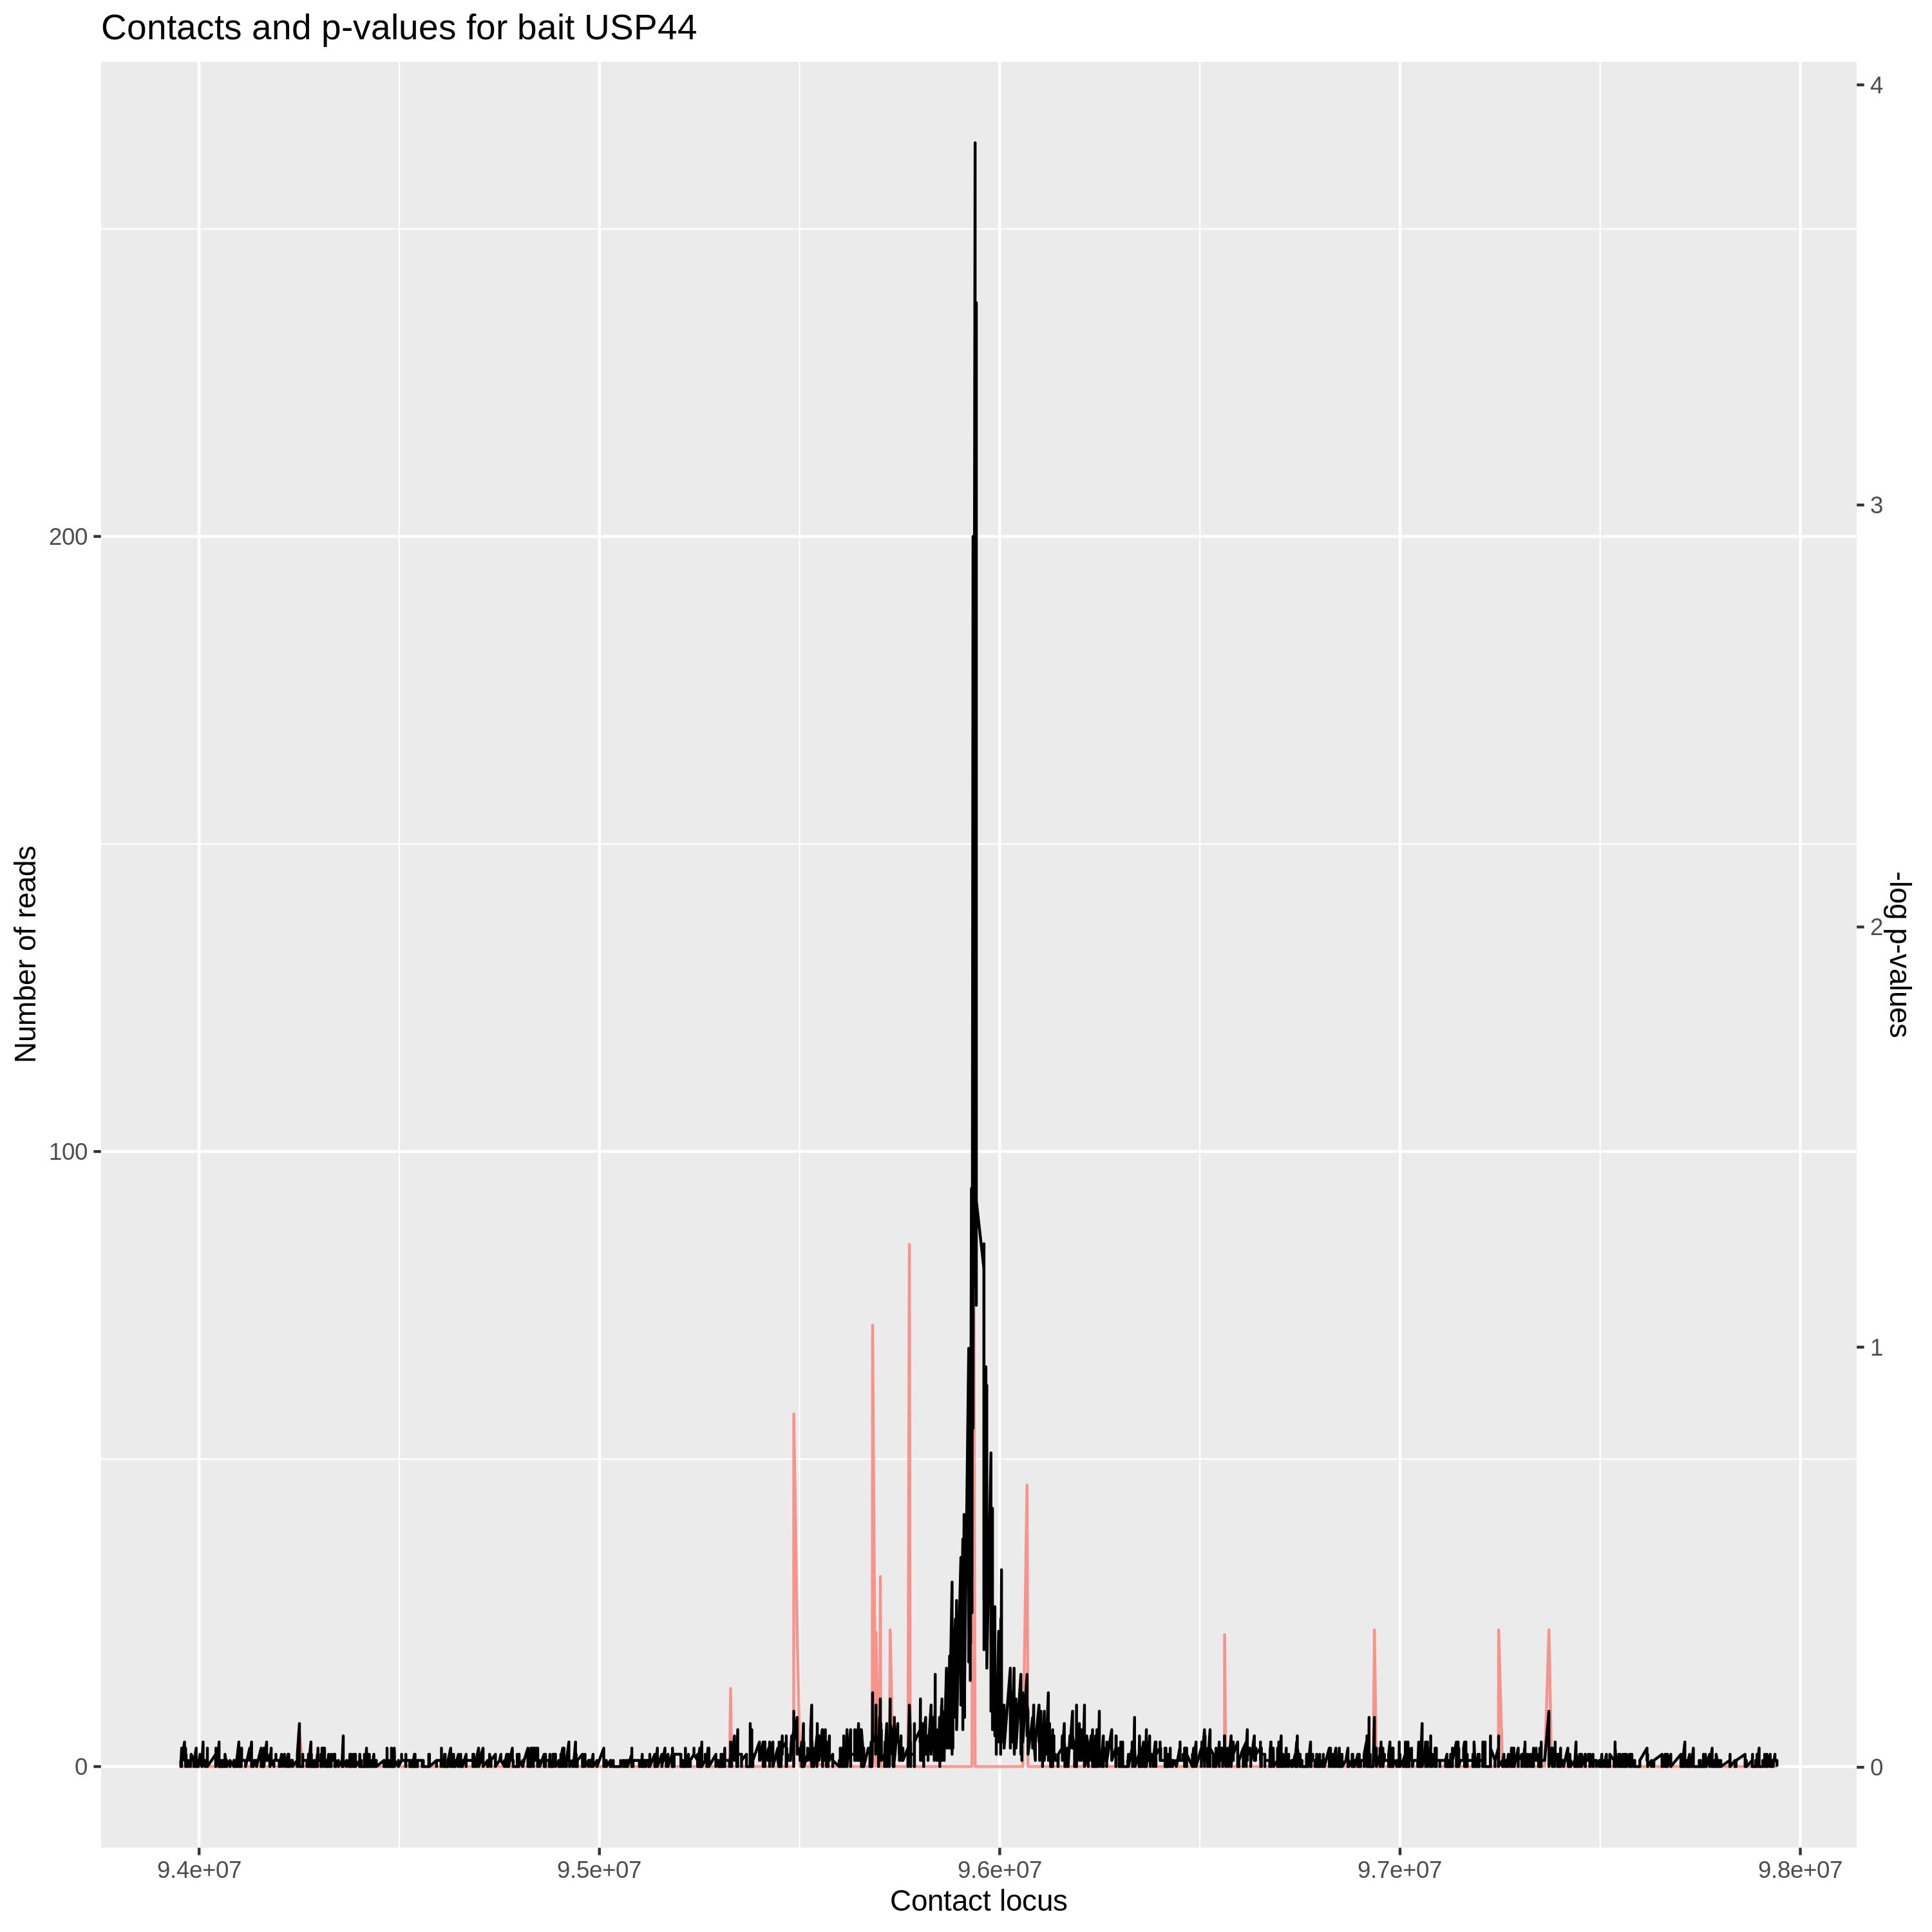 Contacts and p-values for bait USP44
4
3
200
2
100
1
0
0
Number of reads
-log p-values
9.4e+07
9.5e+07
9.6e+07
9.7e+07
9.8e+07
Contact locus